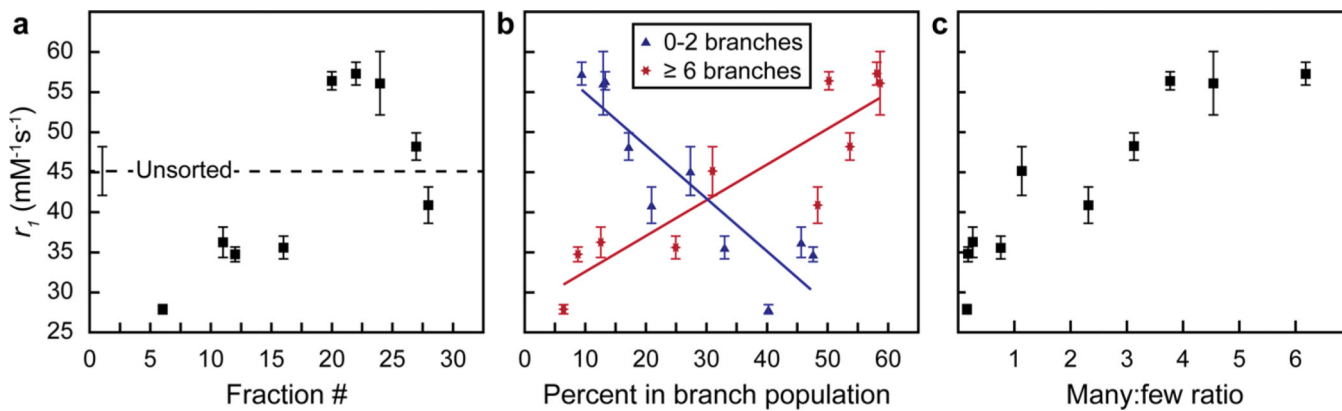 a
b
c
r₁ (mM⁻¹s⁻¹)
60
55
50
45
40
35
30
25
Unsorted
0
5
10
15
20
25
30
Fraction #
0-2 branches
≥ 6 branches
0
10
20
30
40
50
60
Percent in branch population
1
2
3
4
5
6
Many:few ratio